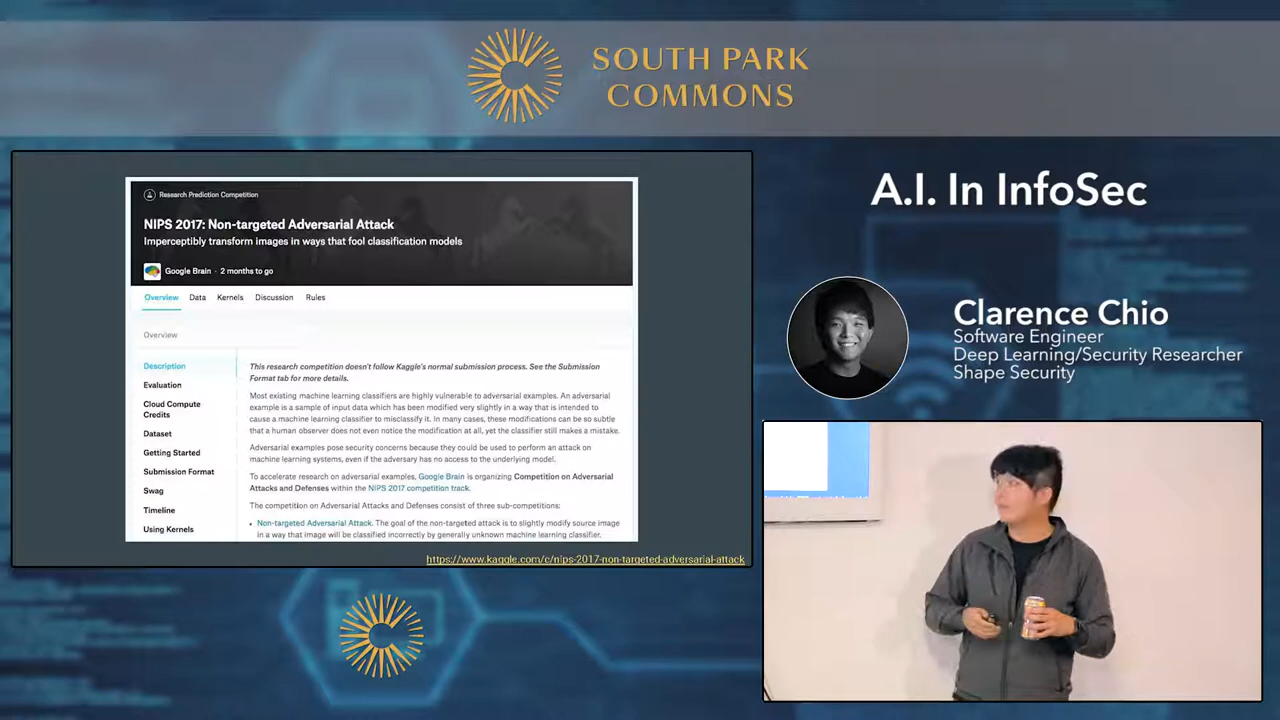 SOUTH PARK
COMMONS
Research Prediction Competition
NIPS 2017: Non-targeted Adversarial Attack
Imperceptibly transform images in ways that fool classification models
Google Brain · 2 months to go
Overview Data Kernels Discussion Rules
Overview
Description
Evaluation
Cloud Compute
Credits
Dataset
Getting Started
Submission Format
Swag
Timeline
Using Kernels
This research competition doesn't follow Kaggle's normal submission process. See the Submission
Format tab for more details.
Most existing machine learning classifiers are highly vulnerable to adversarial examples. An adversarial
example is a sample of input data which has been modified very slightly in a way that is intended to
cause a machine learning classifier to misclassify it. In many cases, these modifications can be so subtle
that a human observer does not even notice the modification at all, yet the classifier still makes a mistake.
Adversarial examples pose security concerns because they could be used to perform an attack on
machine learning systems, even if the adversary has no access to the underlying model.
To accelerate research on adversarial examples, Google Brain is organizing Competition on Adversarial
Attacks and Defenses within the NIPS 2017 competition track.
The competition on Adversarial Attacks and Defenses consist of three sub-competitions:
• Non-targeted Adversarial Attack. The goal of the non-targeted attack is to slightly modify source image
in a way that image will be classified incorrectly by generally unknown machine learning classifier.
https://www.kaggle.com/c/nips-2017-non-targeted-adversarial-attack
A.I. In InfoSec
Clarence Chio
Software Engineer
Deep Learning/Security Researcher
Shape Security